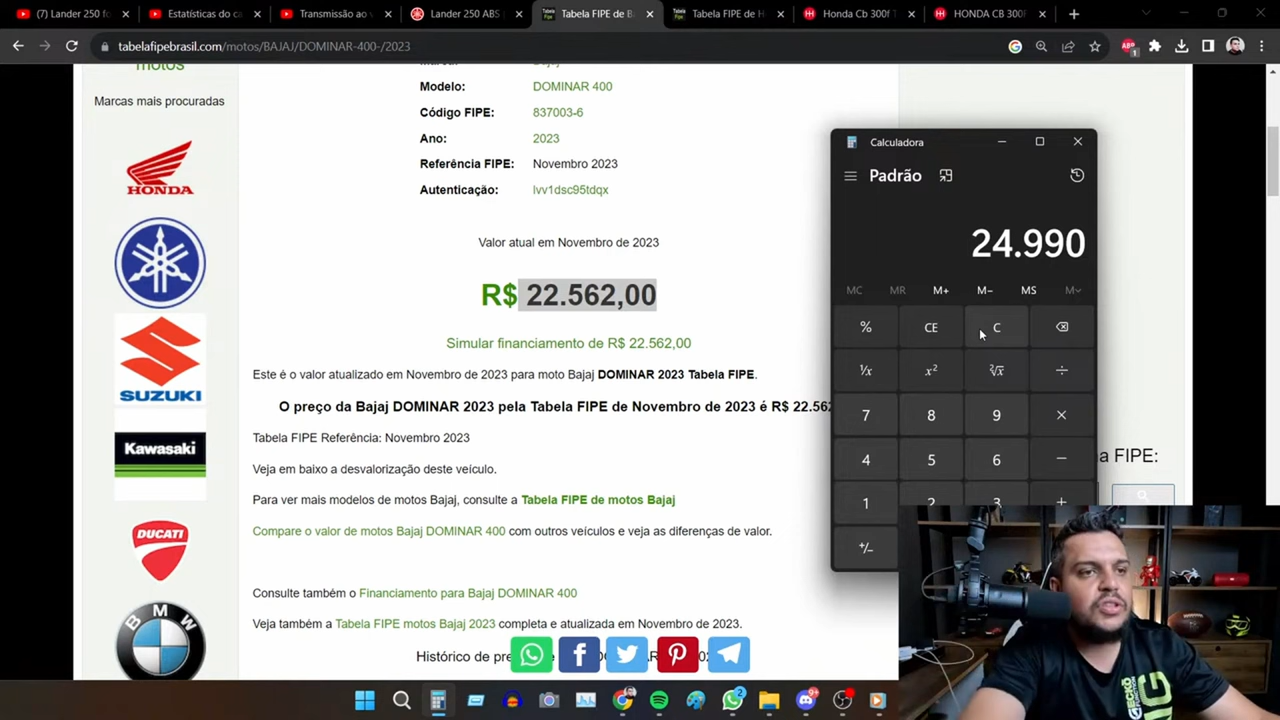 (7) Lander 250 fo
Estatísticas do ca
Transmissão ao v
Lander 250 ABS
Tabela FIPE de B
Tabela FIPE de H
Honda Cb 300f T
HONDA CB 300F
tabelafipebrasil.com/motos/BAJAJ/DOMINAR-400-/2023
motos
Marcas mais procuradas
HONDA
SUZUKI
Kawasaki
DUCATI
BMW
Modelo: DOMINAR 400
Código FIPE: 837003-6
Ano: 2023
Referência FIPE: Novembro 2023
Autenticação: lvv1dsc95tdqx
Valor atual em Novembro de 2023
R$ 22.562,00
Simular financiamento de R$ 22.562,00
Este é o valor atualizado em Novembro de 2023 para moto Bajaj DOMINAR 2023 Tabela FIPE.
O preço da Bajaj DOMINAR 2023 pela Tabela FIPE de Novembro de 2023 é R$ 22.562
Tabela FIPE Referência: Novembro 2023
Veja em baixo a desvalorização deste veículo.
Para ver mais modelos de motos Bajaj, consulte a Tabela FIPE de motos Bajaj
Compare o valor de motos Bajaj DOMINAR 400 com outros veículos e veja as diferenças de valor.
Consulte também o Financiamento para Bajaj DOMINAR 400
Veja também a Tabela FIPE motos Bajaj 2023 completa e atualizada em Novembro de 2023.
Histórico de pre
FIPE:
Calculadora
Padrão
24.990
MC MR M+ M− MS M
% CE C
¹/x x² ²√x ÷
7 8 9 ×
4 5 6 −
1 2 3 +
+/−